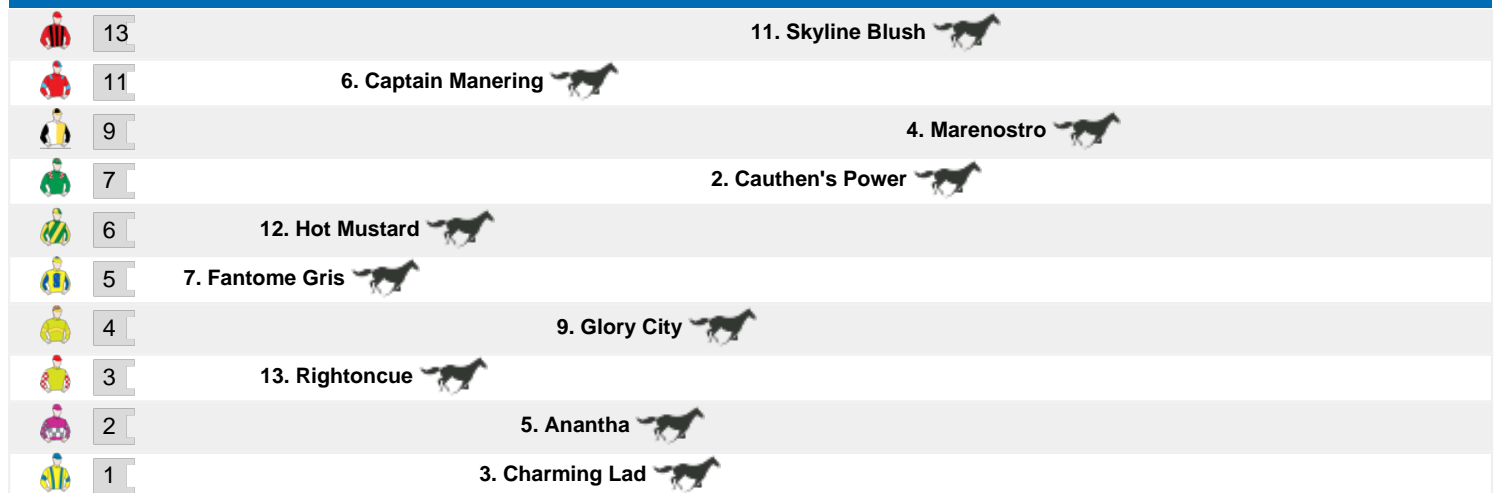 13 11. Skyline Blush
11 6. Captain Manering
9 4. Marenostro
7 2. Cauthen's Power
6 12. Hot Mustard
5 7. Fantome Gris
4 9. Glory City
3 13. Rightoncue
2 5. Anantha
1 3. Charming Lad